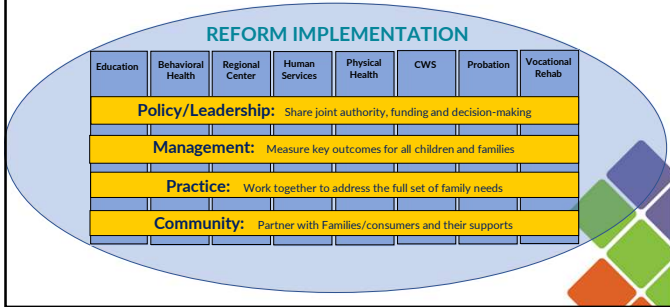 REFORM IMPLEMENTATION
Education
Behavioral
Health
Regional
Center
Human
Services
Physical
Health
CWS
Probation
Vocational
Rehab
Policy/Leadership: Share joint authority, funding and decision-making
Management: Measure key outcomes for all children and families
Practice: Work together to address the full set of family needs
Community: Partner with Families/consumers and their supports